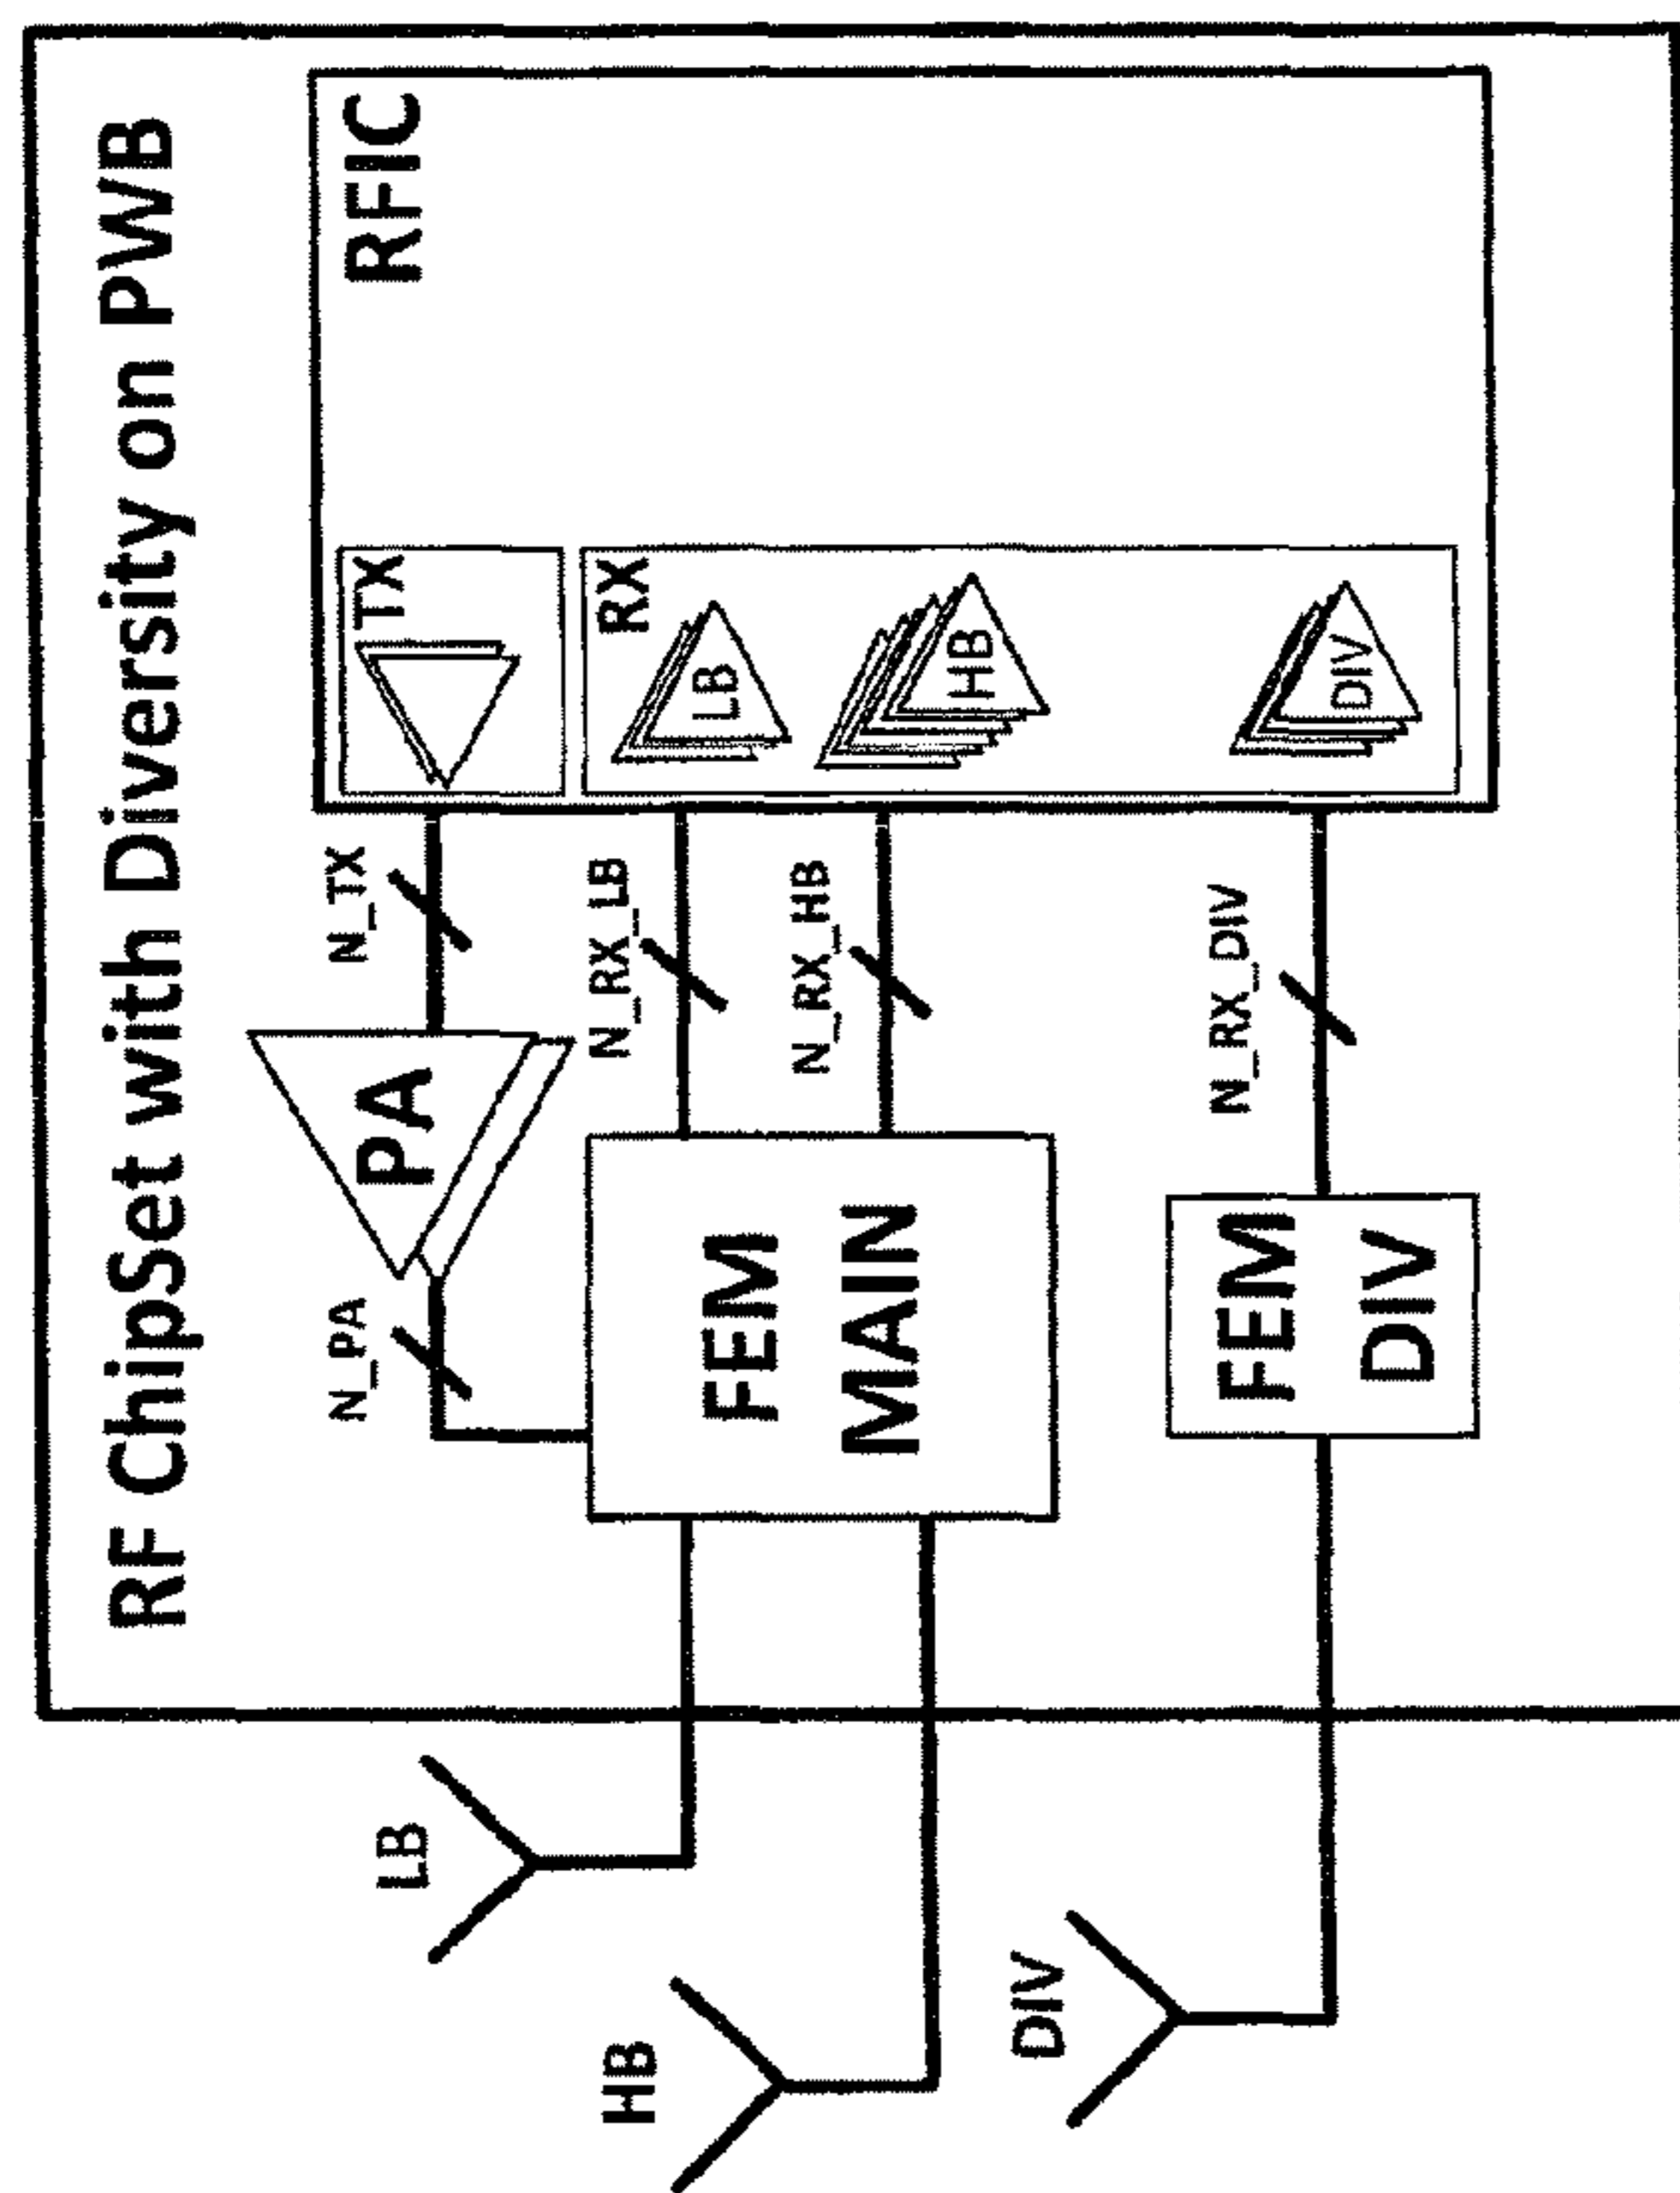 RF ChipSet with Diversity on PWB
RFIC
TX
RX
LB
HB
DIV
N_TX
N_RX_LB
N_RX_HB
N_RX_DIV
PA
N_PA
FEM
MAIN
FEM
DIV
LB
HB
DIV